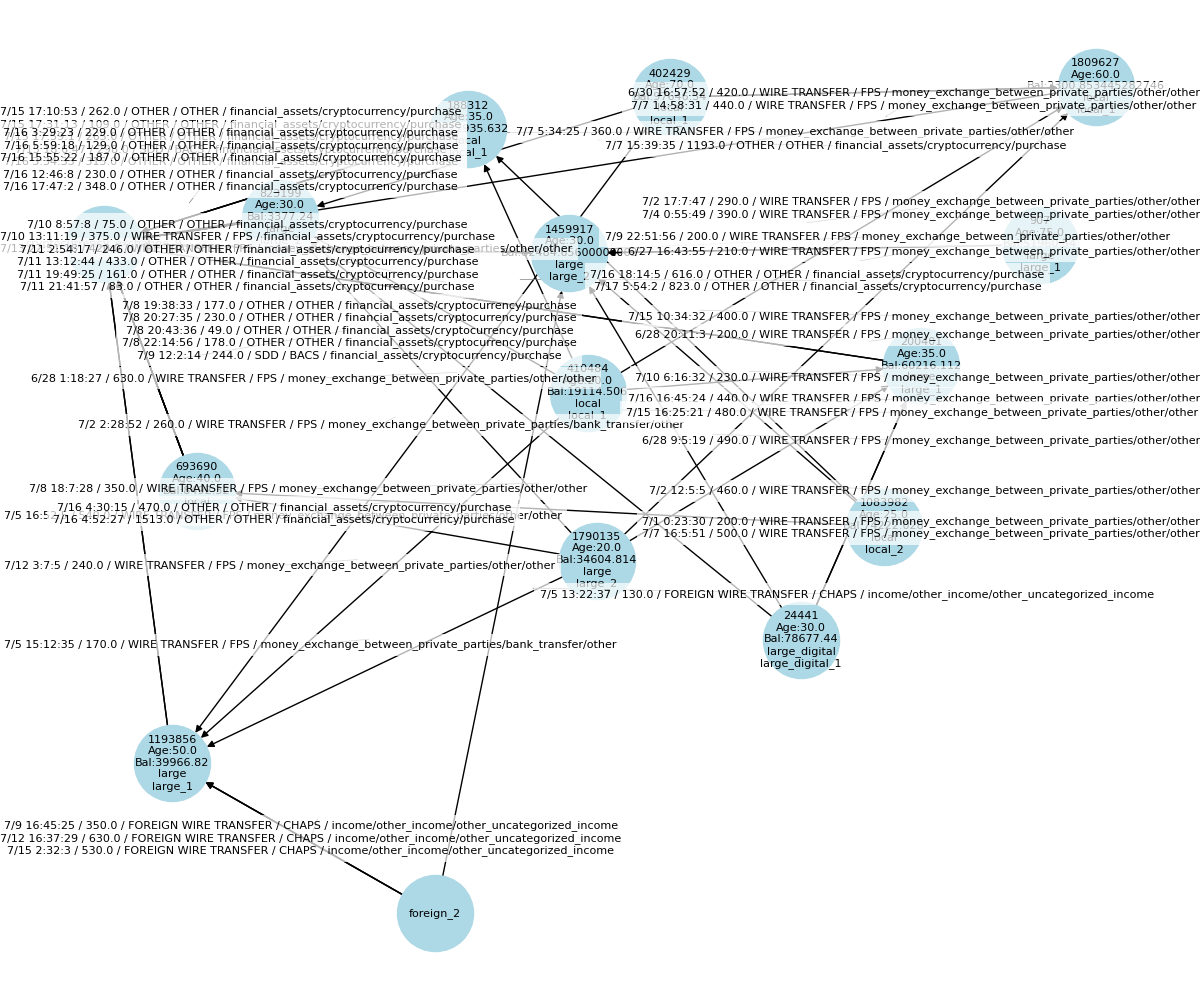 402429
1809627
Age:60.0
6/30 16:57:52 / 420.0 / WIRE TRANSFER / FPS / money_exchange_between_private_parties/other/other
7/7 14:58:31 / 440.0 / WIRE TRANSFER / FPS / money_exchange_between_private_parties/other/other
7/15 17:10:53 / 262.0 / OTHER / OTHER / financial_assets/cryptocurrency/purchase
7/16 3:29:23 / 229.0 / OTHER / OTHER / financial_assets/cryptocurrency/purchase
7/7 5:34:25 / 360.0 / WIRE TRANSFER / FPS / money_exchange_between_private_parties/other/other
7/16 5:59:18 / 129.0 / OTHER / OTHER / financial_assets/cryptocurrency/purchase
7/7 15:39:35 / 1193.0 / OTHER / OTHER / financial_assets/cryptocurrency/purchase
7/16 15:55:22 / 187.0 / OTHER / OTHER / financial_assets/cryptocurrency/purchase
7/16 12:46:8 / 230.0 / OTHER / OTHER / financial_assets/cryptocurrency/purchase
7/16 17:47:2 / 348.0 / OTHER / OTHER / financial_assets/cryptocurrency/purchase
Age:30.0
Bal:3377.24
7/2 17:7:47 / 290.0 / WIRE TRANSFER / FPS / money_exchange_between_private_parties/other/other
7/4 0:55:49 / 390.0 / WIRE TRANSFER / FPS / money_exchange_between_private_parties/other/other
7/10 8:57:8 / 75.0 / OTHER / OTHER / financial_assets/cryptocurrency/purchase
1459917
7/10 13:11:19 / 375.0 / WIRE TRANSFER / FPS / financial_assets/cryptocurrency/purchase
7/9 22:51:56 / 200.0 / WIRE TRANSFER / FPS / money_exchange_between_private_parties/other/other
7/11 2:54:17 / 246.0 / OTHER / OTHER / financial_assets/cryptocurrency/purchase
6/27 16:43:55 / 210.0 / WIRE TRANSFER / FPS / money_exchange_between_private_parties/other/other
7/11 13:12:44 / 433.0 / OTHER / OTHER / financial_assets/cryptocurrency/purchase
large
7/11 19:49:25 / 161.0 / OTHER / OTHER / financial_assets/cryptocurrency/purchase
7/16 18:14:5 / 616.0 / OTHER / OTHER / financial_assets/cryptocurrency/purchase
7/11 21:41:57 / 83.0 / OTHER / OTHER / financial_assets/cryptocurrency/purchase
7/17 5:54:2 / 823.0 / OTHER / OTHER / financial_assets/cryptocurrency/purchase
7/8 19:38:33 / 177.0 / OTHER / OTHER / financial_assets/cryptocurrency/purchase
7/8 20:27:35 / 230.0 / OTHER / OTHER / financial_assets/cryptocurrency/purchase
7/15 10:34:32 / 400.0 / WIRE TRANSFER / FPS / money_exchange_between_private_parties/other/other
7/8 20:43:36 / 49.0 / OTHER / OTHER / financial_assets/cryptocurrency/purchase
6/28 20:11:3 / 200.0 / WIRE TRANSFER / FPS / money_exchange_between_private_parties/other/other
7/8 22:14:56 / 178.0 / OTHER / OTHER / financial_assets/cryptocurrency/purchase
Age:35.0
Bal:60216.112
7/9 12:2:14 / 244.0 / SDD / BACS / financial_assets/cryptocurrency/purchase
410484
6/28 1:18:27 / 630.0 / WIRE TRANSFER / FPS / money_exchange_between_private_parties/other/other
7/10 6:16:32 / 230.0 / WIRE TRANSFER / FPS / money_exchange_between_private_parties/other/other
Bal:19114.506
local
local_1
7/16 16:45:24 / 440.0 / WIRE TRANSFER / FPS / money_exchange_between_private_parties/other/other
7/15 16:25:21 / 480.0 / WIRE TRANSFER / FPS / money_exchange_between_private_parties/other/other
7/2 2:28:52 / 260.0 / WIRE TRANSFER / FPS / money_exchange_between_private_parties/bank_transfer/other
6/28 9:5:19 / 490.0 / WIRE TRANSFER / FPS / money_exchange_between_private_parties/other/other
693690
Age:40.0
7/8 18:7:28 / 350.0 / WIRE TRANSFER / FPS / money_exchange_between_private_parties/other/other
7/2 12:5:5 / 460.0 / WIRE TRANSFER / FPS / money_exchange_between_private_parties/other/other
1083982
7/16 4:30:15 / 470.0 / OTHER / OTHER / financial_assets/cryptocurrency/purchase
7/16 4:52:27 / 1513.0 / OTHER / OTHER / financial_assets/cryptocurrency/purchase
7/1 0:23:30 / 200.0 / WIRE TRANSFER / FPS / money_exchange_between_private_parties/other/other
7/7 16:5:51 / 500.0 / WIRE TRANSFER / FPS / money_exchange_between_private_parties/other/other
local_2
1790135
Age:20.0
Bal:34604.814
large
large_2
7/12 3:7:5 / 240.0 / WIRE TRANSFER / FPS / money_exchange_between_private_parties/other/other
7/5 13:22:37 / 130.0 / FOREIGN WIRE TRANSFER / CHAPS / income/other_income/other_uncategorized_income
24441
Age:30.0
Bal:78677.44
large_digital
large_digital_1
7/5 15:12:35 / 170.0 / WIRE TRANSFER / FPS / money_exchange_between_private_parties/bank_transfer/other
1193856
Age:50.0
Bal:39966.82
large
large_1
7/9 16:45:25 / 350.0 / FOREIGN WIRE TRANSFER / CHAPS / income/other_income/other_uncategorized_income
7/12 16:37:29 / 630.0 / FOREIGN WIRE TRANSFER / CHAPS / income/other_income/other_uncategorized_income
7/15 2:32:3 / 530.0 / FOREIGN WIRE TRANSFER / CHAPS / income/other_income/other_uncategorized_income
foreign_2